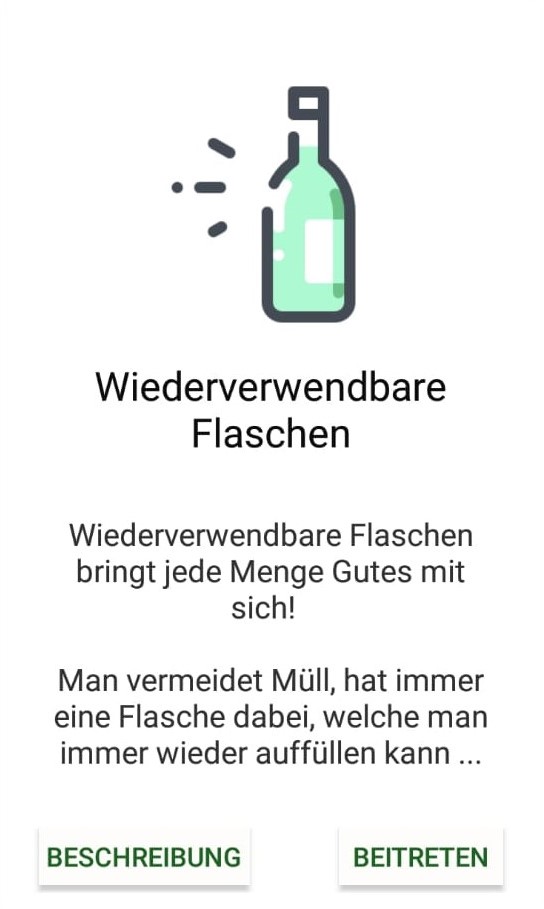 Wiederverwendbare
Flaschen
Wiederverwendbare Flaschen
bringt jede Menge Gutes mit
sich!
Man vermeidet Müll, hat immer
eine Flasche dabei, welche man
immer wieder auffüllen kann ...
BESCHREIBUNG
BEITRETEN